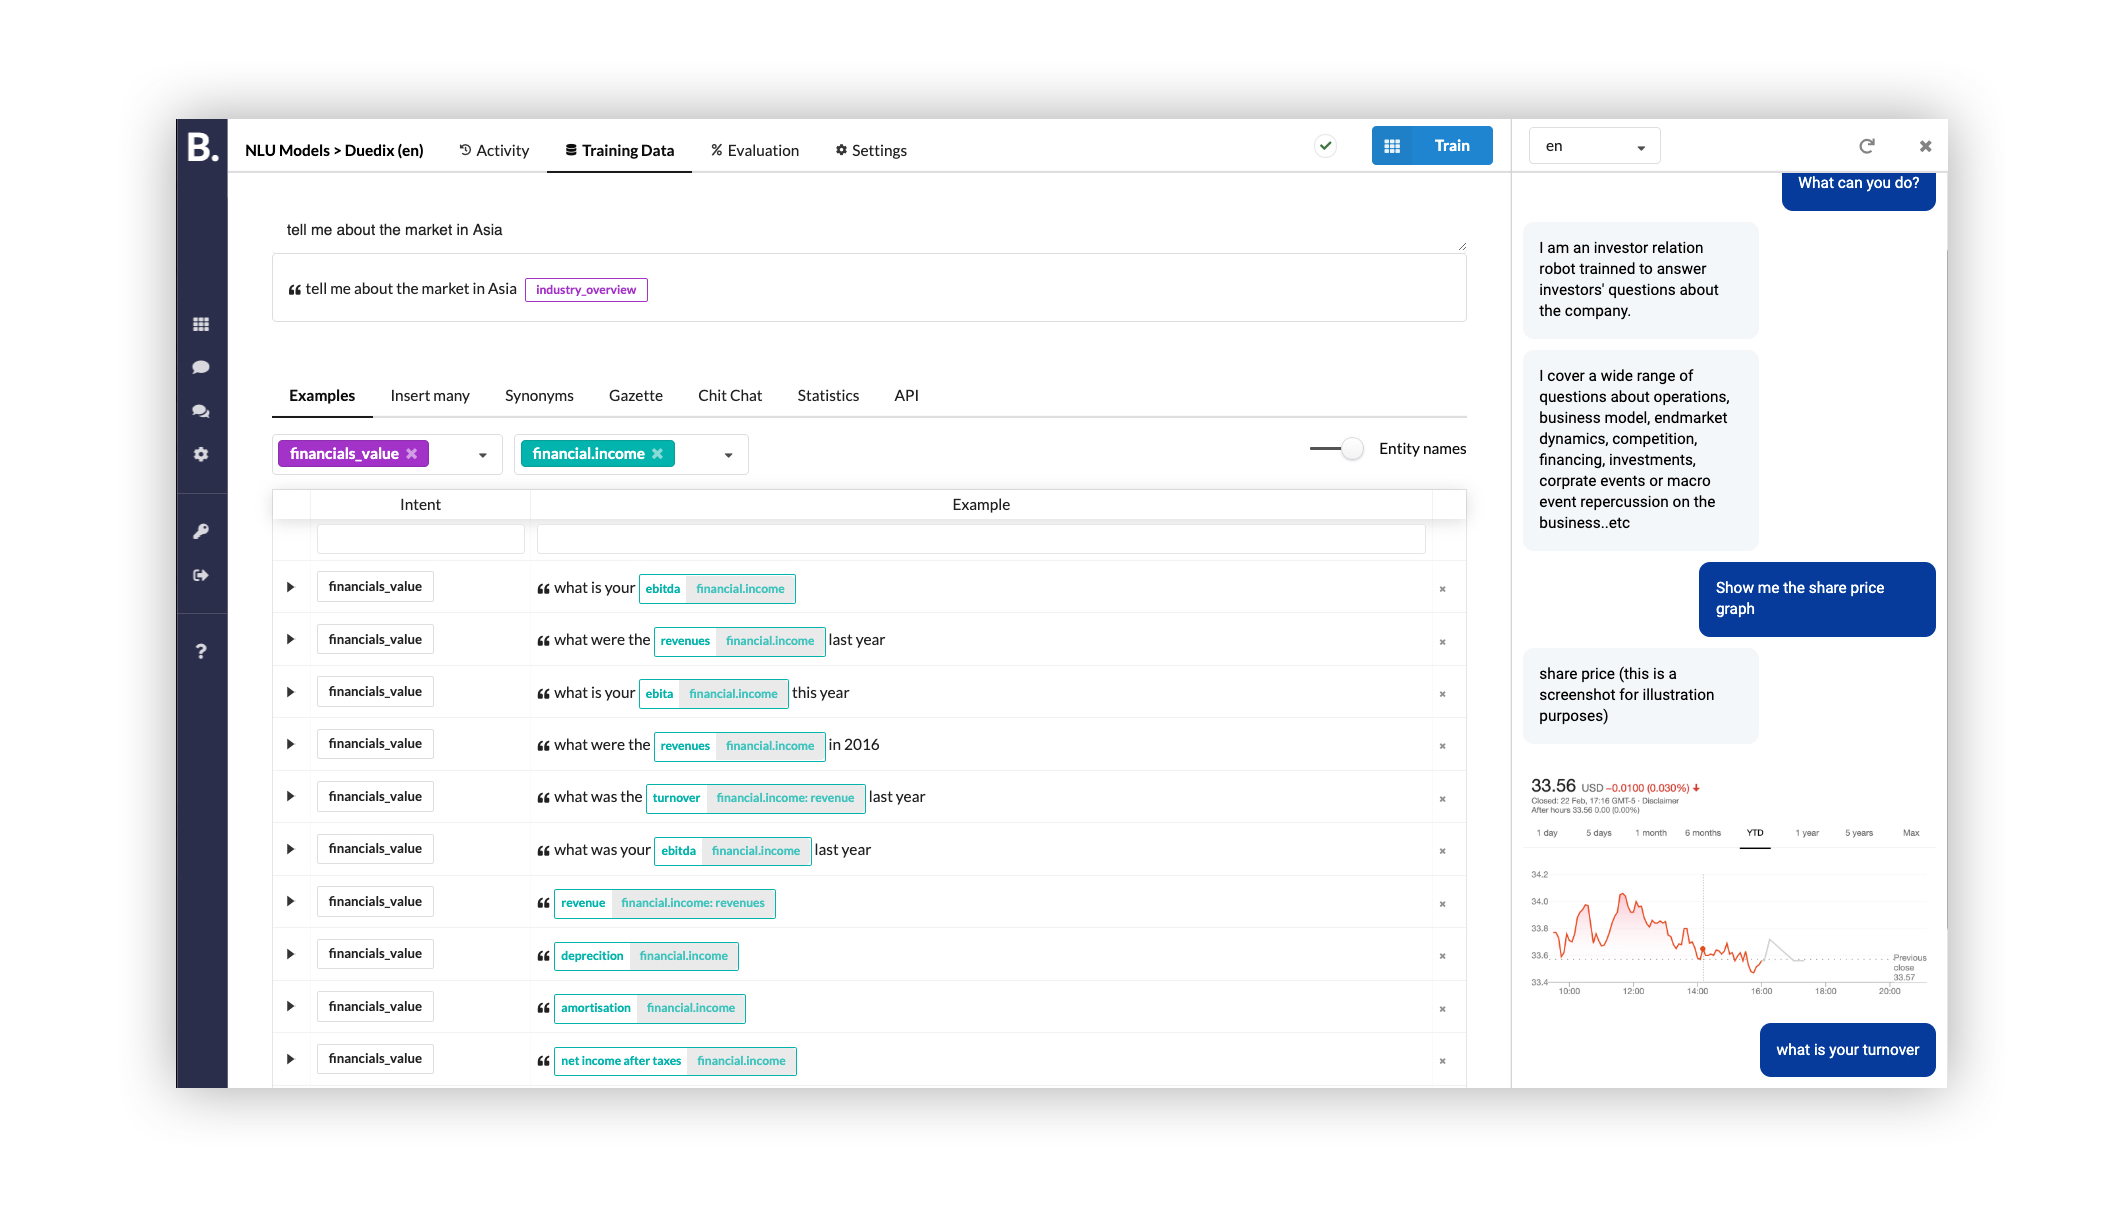 B.
NLU Models > Duedix (en)
Activity
Training Data
% Evaluation
Settings
Train
tell me about the market in Asia
❝ tell me about the market in Asia industry_overview
Examples
Insert many
Synonyms
Gazette
Chit Chat
Statistics
API
financials_value ×
financial.income ×
Entity names
Intent
Example
financials_value ❝ what is your ebitda financial.income ×
financials_value ❝ what were the revenues financial.income last year ×
financials_value ❝ what is your ebita financial.income this year ×
financials_value ❝ what were the revenues financial.income in 2016 ×
financials_value ❝ what was the turnover financial.income: revenue last year ×
financials_value ❝ what was your ebitda financial.income last year ×
financials_value ❝ revenue financial.income: revenues ×
financials_value ❝ deprecition financial.income ×
financials_value ❝ amortisation financial.income ×
financials_value ❝ net income after taxes financial.income ×
?
en
What can you do?
I am an investor relation
robot trainned to answer
investors' questions about
the company.
I cover a wide range of
questions about operations,
business model, endmarket
dynamics, competition,
financing, investments,
corprate events or macro
event repercussion on the
business..etc
Show me the share price
graph
share price (this is a
screenshot for illustration
purposes)
33.56 USD −0.0100 (0.030%) ↓
Closed: 22 Feb, 17:16 GMT-5 · Disclaimer
After hours 33.56 0.00 (0.00%)
1 day 5 days 1 month 6 months YTD 1 year 5 years Max
34.2
34.0
33.8
33.6
33.4
Previous
close
33.57
10:00 12:00 14:00 16:00 18:00 20:00
what is your turnover